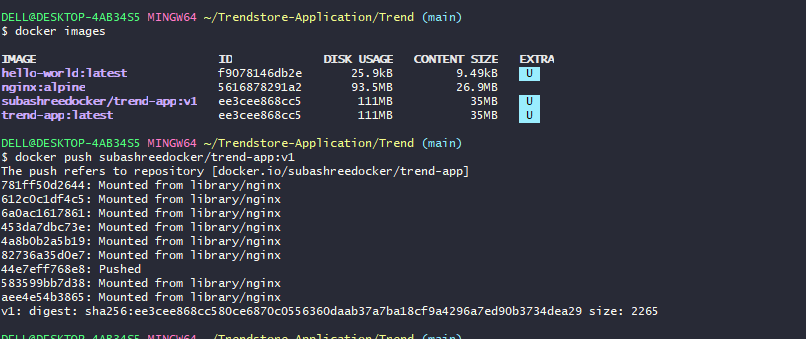 DELL@DESKTOP-4AB34S5 MINGW64 ~/Trendstore-Application/Trend (main)
$ docker images
IMAGE ID DISK USAGE CONTENT SIZE EXTRA
hello-world:latest f9078146db2e 25.9kB 9.49kB U
nginx:alpine 5616878291a2 93.5MB 26.9MB
subashreedocker/trend-app:v1 ee3cee868cc5 111MB 35MB U
trend-app:latest ee3cee868cc5 111MB 35MB U
DELL@DESKTOP-4AB34S5 MINGW64 ~/Trendstore-Application/Trend (main)
$ docker push subashreedocker/trend-app:v1
The push refers to repository [docker.io/subashreedocker/trend-app]
781ff50d2644: Mounted from library/nginx
612c0c1df4c5: Mounted from library/nginx
6a0ac1617861: Mounted from library/nginx
453da7dbc73e: Mounted from library/nginx
4a8b0b2a5b19: Mounted from library/nginx
82736a35d0e7: Mounted from library/nginx
44e7eff768e8: Pushed
583599bb7d38: Mounted from library/nginx
aee4e54b3865: Mounted from library/nginx
v1: digest: sha256:ee3cee868cc580ce6870c0556360daab37a7ba18cf9a4296a7ed90b3734dea29 size: 2265
DELL@DESKTOP-4AB34S5 MINGW64 ~/Trendstore-Application/Trend (main)